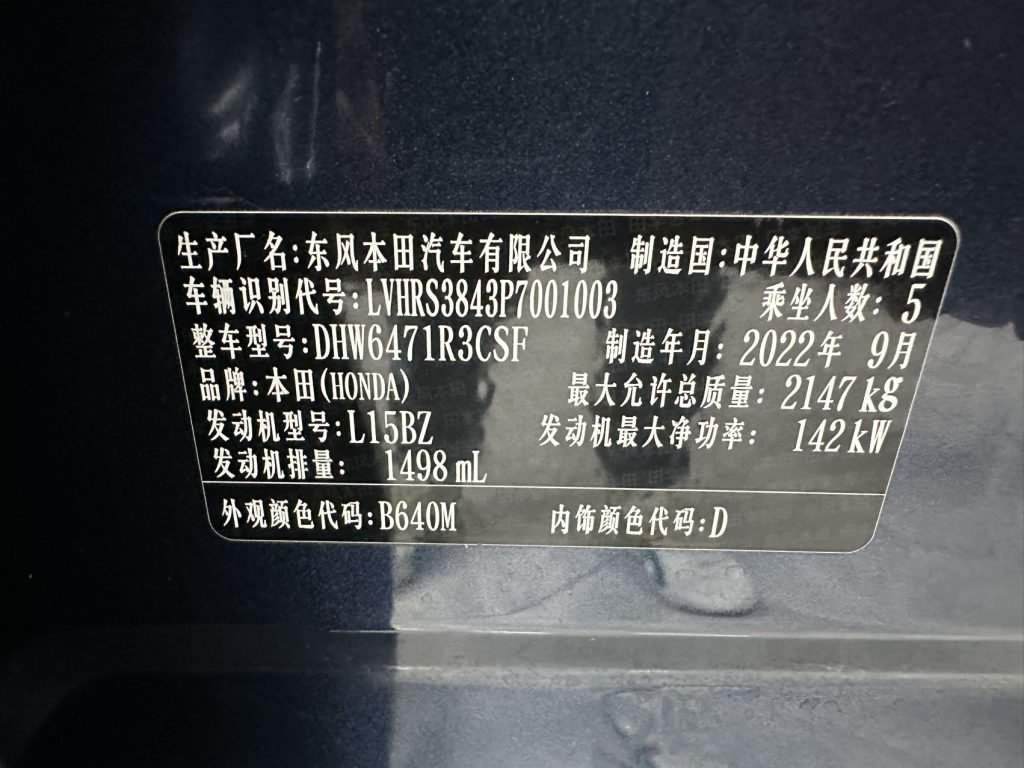 生产厂名:东风本田汽车有限公司 制造国:中华人民共和国
车辆识别代号:LVHRS3843P7001003 乘坐人数:5
整车型号:DHW6471R3CSF 制造年月:2022年 9月
品牌:本田(HONDA) 最大允许总质量:2147kg
发动机型号:L15BZ 发动机最大净功率: 142kW
发动机排量: 1498mL
外观颜色代码:B640M 内饰颜色代码:D